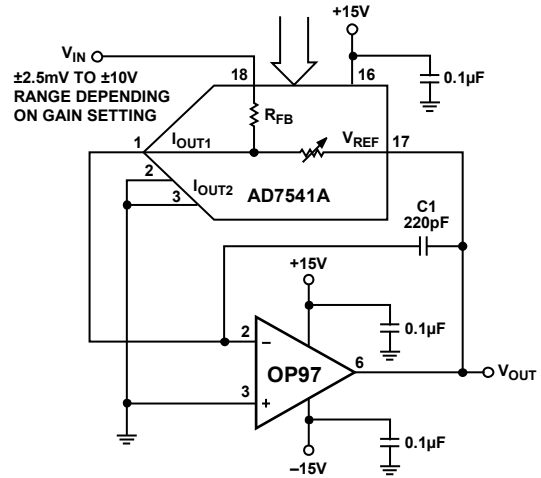 +15V
VIN
±2.5mV TO ±10V
RANGE DEPENDING
ON GAIN SETTING
18
16
0.1µF
RFB
1
IOUT1
VREF
17
2
IOUT2
3
AD7541A
C1
220pF
+15V
0.1µF
2
–
OP97
6
VOUT
3
+
0.1µF
–15V